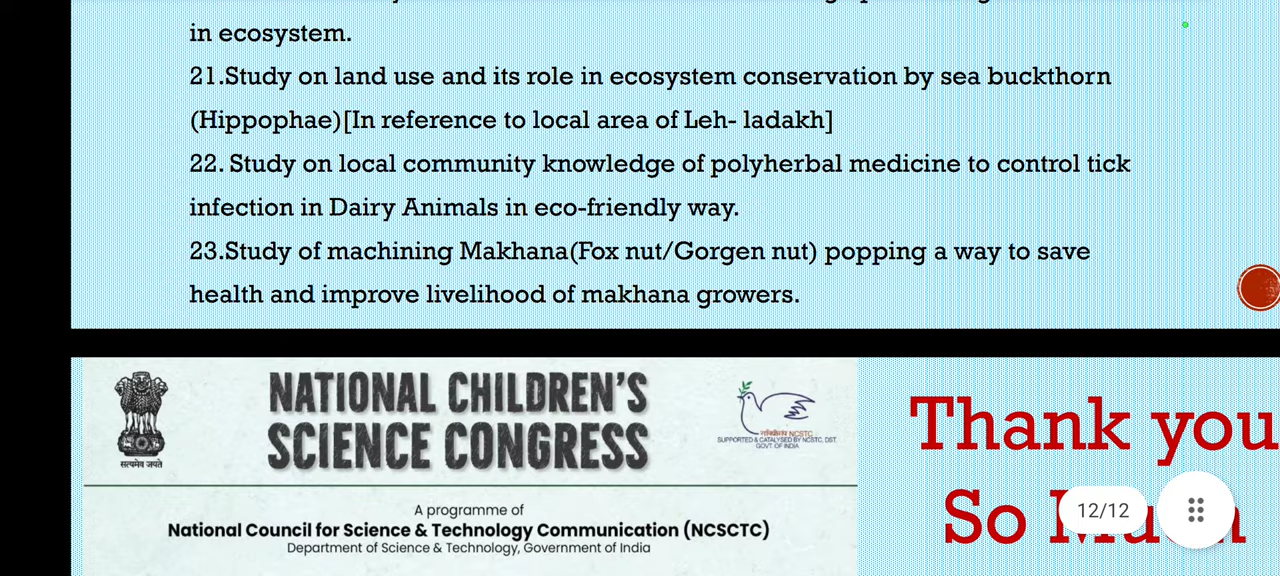 in ecosystem.
21.Study on land use and its role in ecosystem conservation by sea buckthorn
(Hippophae)[In reference to local area of Leh- ladakh]
22. Study on local community knowledge of polyherbal medicine to control tick
infection in Dairy Animals in eco-friendly way.
23.Study of machining Makhana(Fox nut/Gorgen nut) popping a way to save
health and improve livelihood of makhana growers.
NATIONAL CHILDREN'S
SCIENCE CONGRESS
सत्यमेव जयते
NCSTC
SUPPORTED & CATALYSED BY NCSTC, DST.
GOVT. OF INDIA
A programme of
National Council for Science & Technology Communication (NCSCTC)
Department of Science & Technology, Government of India
Thank you
So
12/12